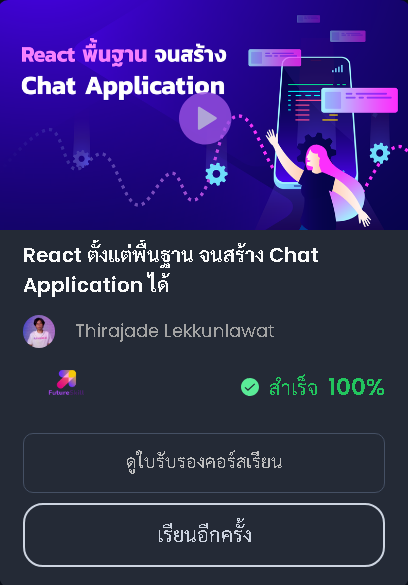 React พื้นฐาน จนสร้าง
Chat Application
React ตั้งแต่พื้นฐาน จนสร้าง Chat
Application ได้
Thirajade Lekkunlawat
สำเร็จ 100%
ดูใบรับรองคอร์สเรียน
เรียนอีกครั้ง